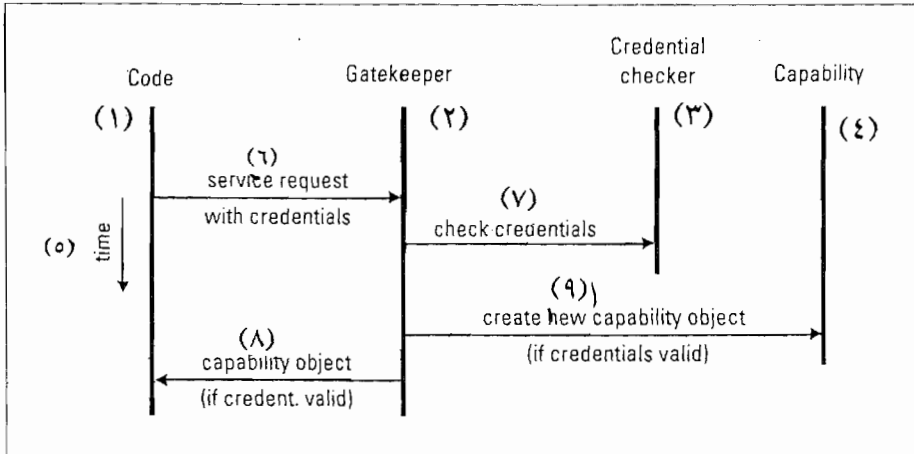 Credential
Code Gatekeeper checker Capability
(١) (٢) (٣) (٤)
(٦)
service request
(٧)
with credentials
check credentials
(٥) time
(٩)
create new capability object
(٨)
(if credentials valid)
capability object
(if credent. valid)